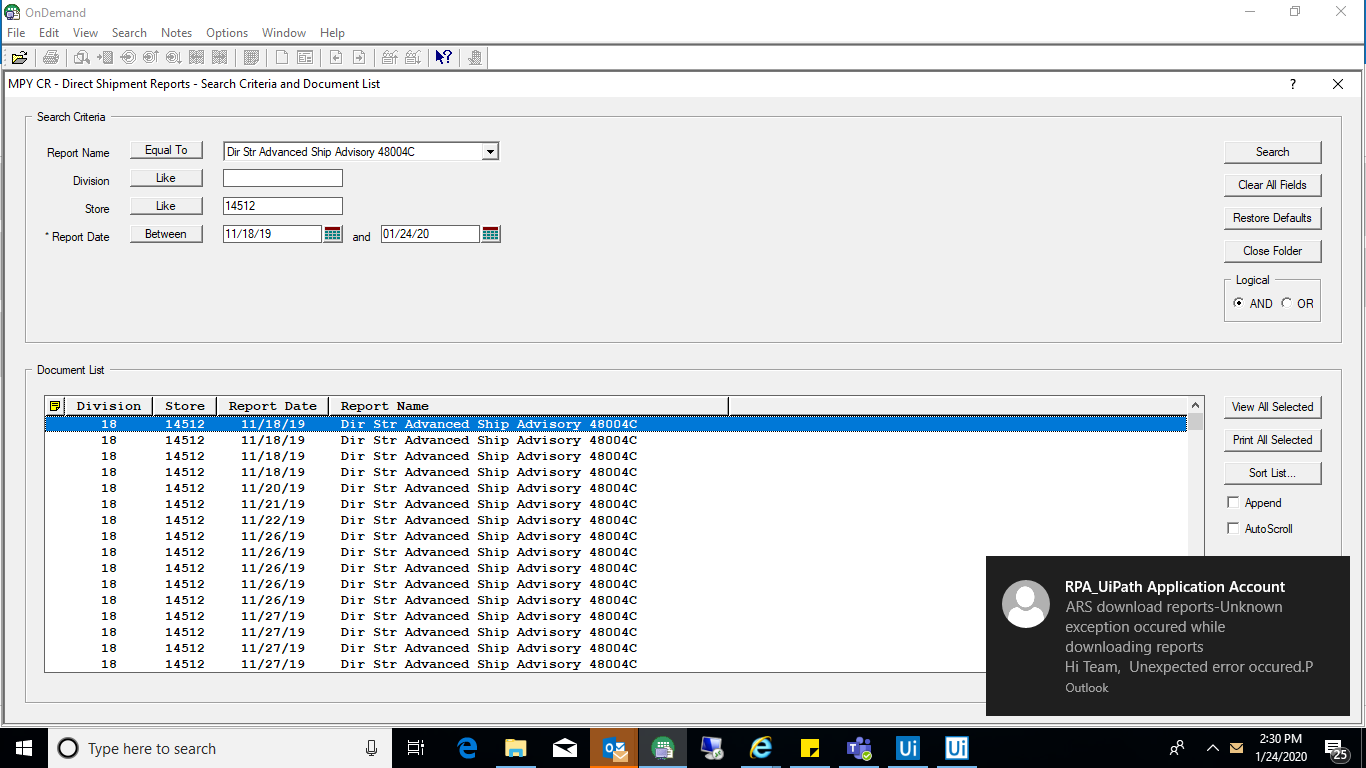 OnDemand
File Edit View Search Notes Options Window Help
MPY CR - Direct Shipment Reports - Search Criteria and Document List
?
Search Criteria
Report Name Equal To Dir Str Advanced Ship Advisory 48004C
Search
Division Like
Clear All Fields
Store Like 14512
Restore Defaults
* Report Date Between 11/18/19 and 01/24/20
Close Folder
Logical
AND OR
Document List
Division Store Report Date Report Name
View All Selected
18 14512 11/18/19 Dir Str Advanced Ship Advisory 48004C
18 14512 11/18/19 Dir Str Advanced Ship Advisory 48004C
Print All Selected
18 14512 11/18/19 Dir Str Advanced Ship Advisory 48004C
18 14512 11/18/19 Dir Str Advanced Ship Advisory 48004C
Sort List...
18 14512 11/20/19 Dir Str Advanced Ship Advisory 48004C
18 14512 11/21/19 Dir Str Advanced Ship Advisory 48004C
Append
18 14512 11/22/19 Dir Str Advanced Ship Advisory 48004C
AutoScroll
18 14512 11/26/19 Dir Str Advanced Ship Advisory 48004C
18 14512 11/26/19 Dir Str Advanced Ship Advisory 48004C
18 14512 11/26/19 Dir Str Advanced Ship Advisory 48004C
18 14512 11/26/19 Dir Str Advanced Ship Advisory 48004C
18 14512 11/26/19 Dir Str Advanced Ship Advisory 48004C
18 14512 11/27/19 Dir Str Advanced Ship Advisory 48004C
18 14512 11/27/19 Dir Str Advanced Ship Advisory 48004C
18 14512 11/27/19 Dir Str Advanced Ship Advisory 48004C
18 14512 11/27/19 Dir Str Advanced Ship Advisory 48004C
RPA_UiPath Application Account
ARS download reports-Unknown
exception occured while
downloading reports
Hi Team, Unexpected error occured.P
Outlook
Type here to search
Ui
Ui
2:30 PM
1/24/2020
25